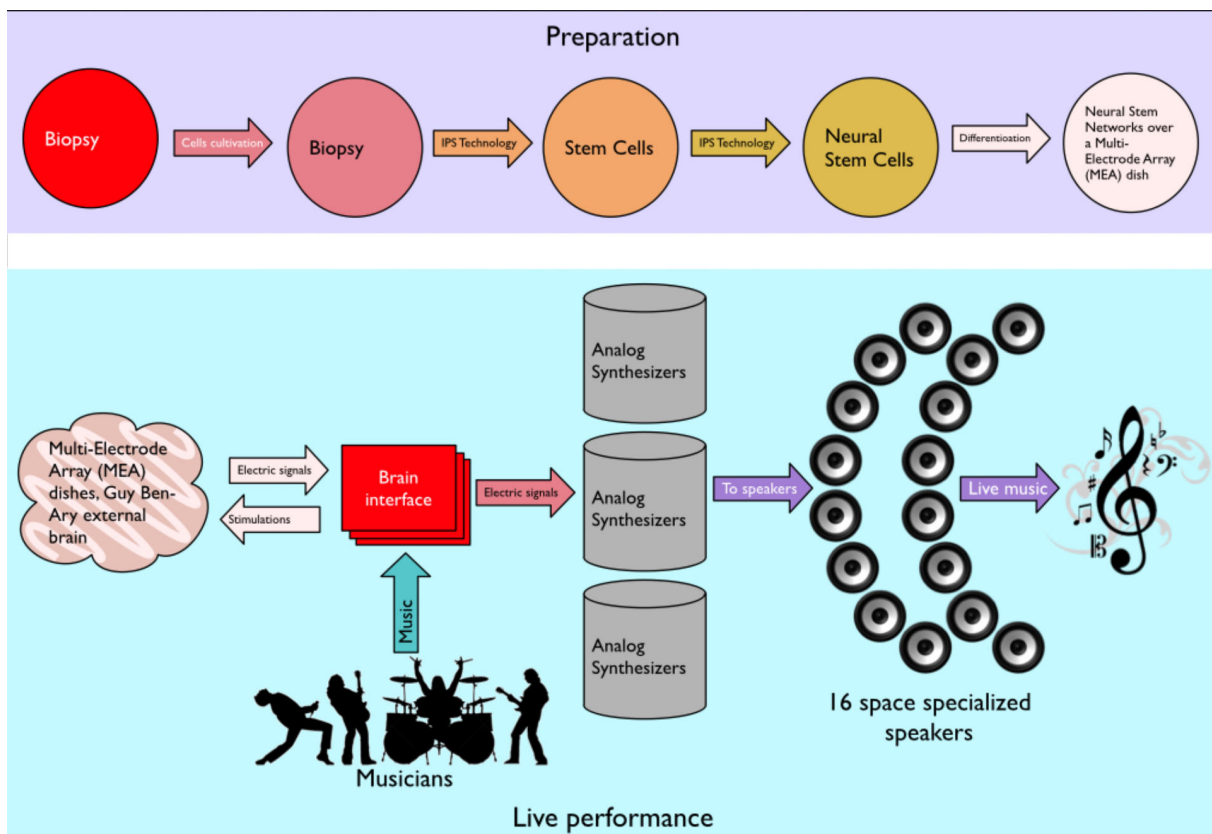 Preparation
Biopsy
Cells cultivation
Biopsy
IPS Technology
Stem Cells
IPS Technology
Neural
Stem Cells
Differentioation
Neural Stem
Networks over
a Multi-
Electrode Array
(MEA) dish
Multi-Electrode
Array (MEA)
dishes, Guy Ben-
Ary external
brain
Electric signals
Stimulations
Brain
interface
Music
Musicians
Electric signals
Analog
Synthesizers
Analog
Synthesizers
Analog
Synthesizers
To speakers
16 space specialized
speakers
Live music
Live performance